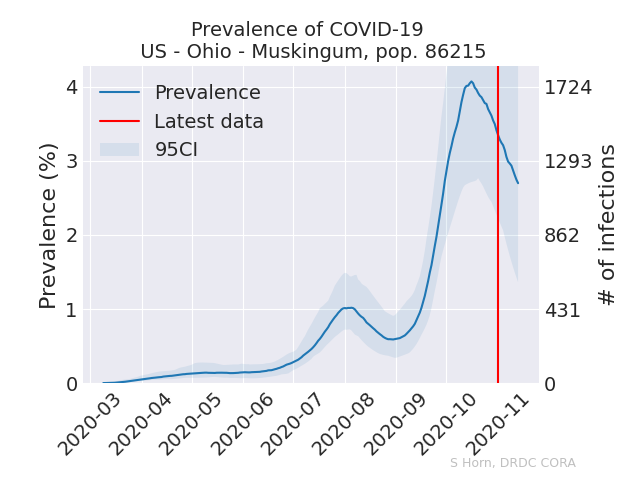 Prevalence of COVID-19
US - Ohio - Muskingum, pop. 86215
Prevalence
Latest data
95CI
Prevalence (%)
4
3
2
1
0
1724
1293
862
431
0
# of infections
2020-03
2020-04
2020-05
2020-06
2020-07
2020-08
2020-09
2020-10
2020-11
S Horn, DRDC CORA